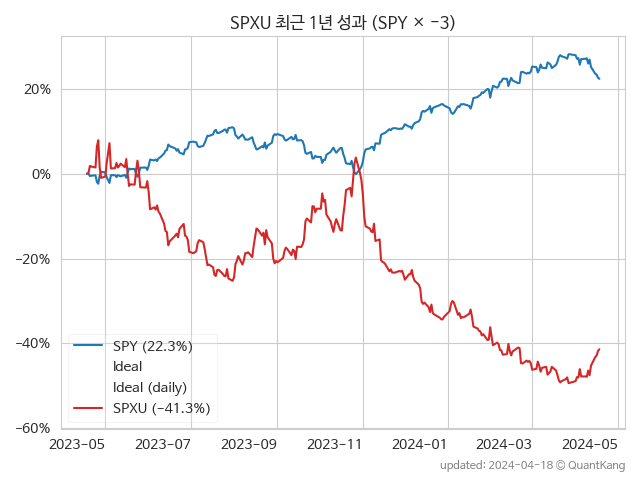 SPXU 최근 1년 성과 (SPY × -3)
20%
0%
-20%
-40%
-60%
SPY (22.3%)
Ideal
Ideal (daily)
SPXU (-41.3%)
2023-05 2023-07 2023-09 2023-11 2024-01 2024-03 2024-05
updated: 2024-04-18 © QuantKang